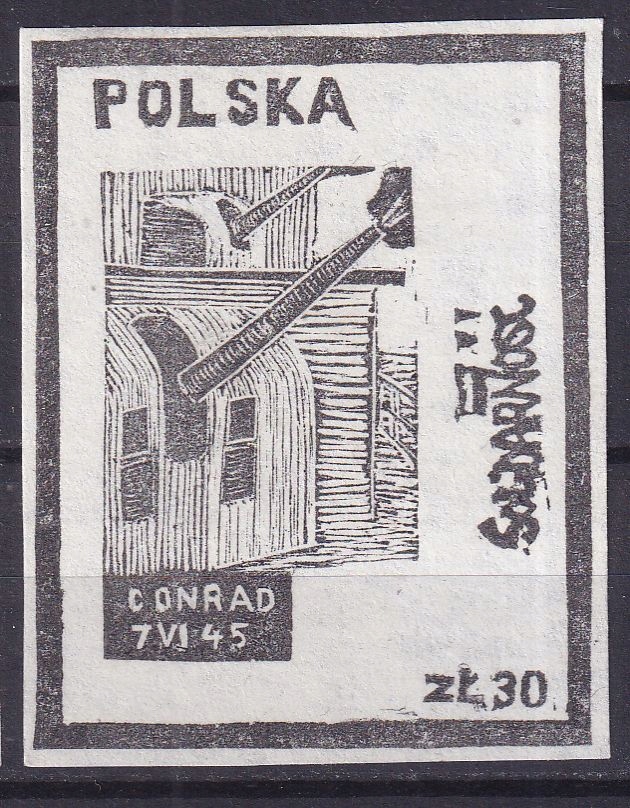 POLSKA
SOLIDARNOŚĆ
CONRAD
7 VI 45
ZŁ 30